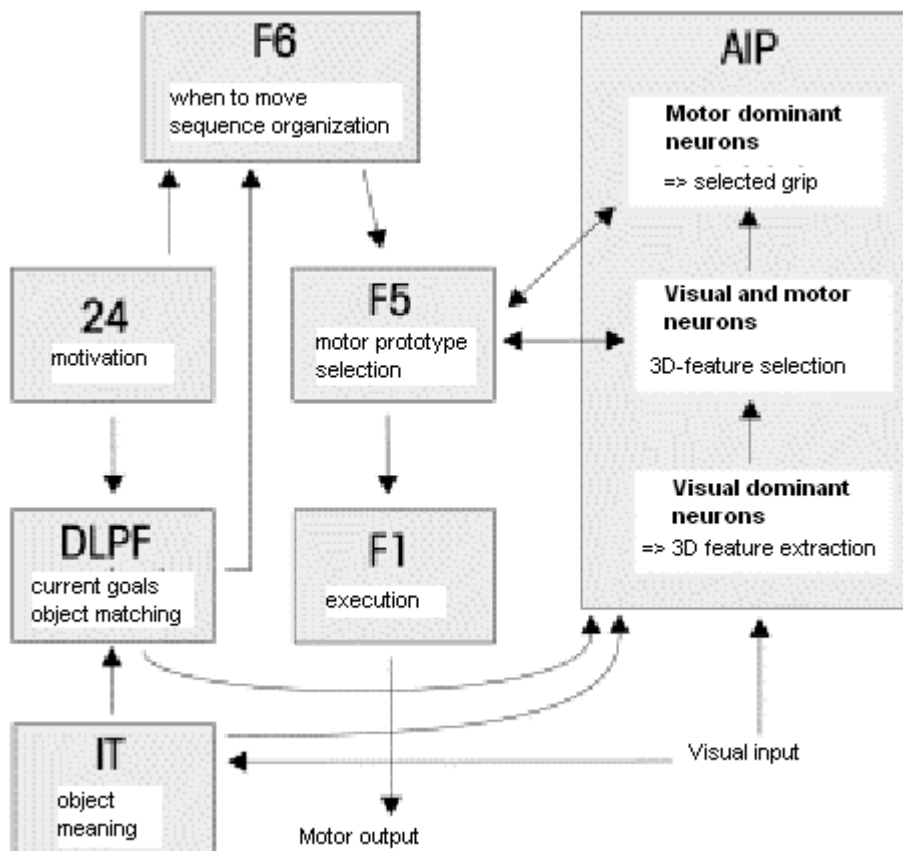 F6
when to move
sequence organization
AIP
Motor dominant
neurons
=> selected grip
24
motivation
F5
motor prototype
selection
Visual and motor
neurons
3D-feature selection
DLPF
current goals
object matching
F1
execution
Visual dominant
neurons
=> 3D feature extraction
IT
object
meaning
Visual input
Motor output